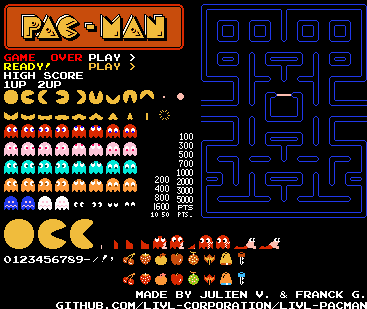 PAC-MAN
GAME OVER PLAY >
READY! PLAY >
HIGH SCORE
1UP 2UP
100
300
500
700
200 1000
400 2000
800 3000
1600 5000
PTS
10 50 PTS.
0123456789-/!"
MADE BY JULIEN V. & FRANCK G.
GITHUB.COM/LIVL-CORPORATION/LIVL-PACMAN